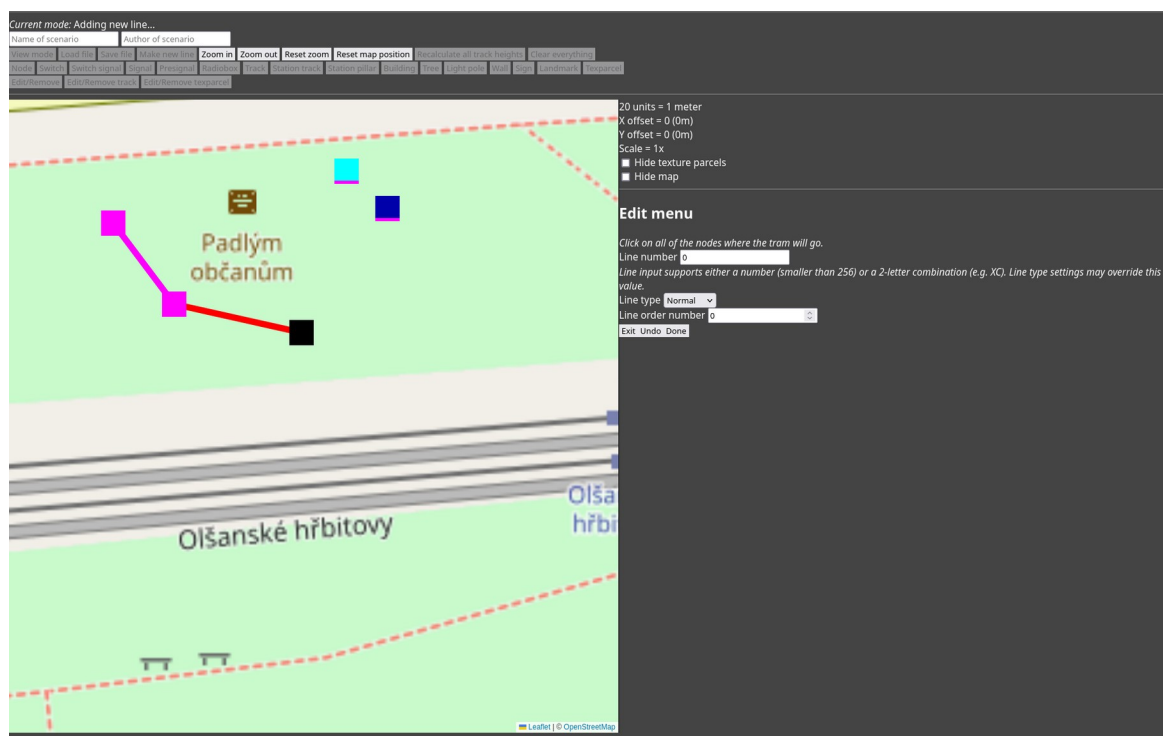 Current mode: Adding new line...
Name of scenario Author of scenario
View mode Load file Save file Make new line Zoom in Zoom out Reset zoom Reset map position Recalculate all track heights Clear everything
Node Switch Switch signal Signal Presignal Radiobox Track Station track Station pillar Building Tree Light pole Wall Sign Landmark Texparcel
Edit/Remove Edit/Remove track Edit/Remove texparcel
20 units = 1 meter
X offset = 0 (0m)
Y offset = 0 (0m)
Scale = 1x
Hide texture parcels
Hide map
Edit menu
Click on all of the nodes where the tram will go.
Line number 0
Line input supports either a number (smaller than 256) or a 2-letter combination (e.g. XC). Line type settings may override this
value.
Line type Normal
Line order number 0
Exit Undo Done
Padlým
občanům
Olšanské hřbitovy
Olša
hřbi
Leaflet | © OpenStreetMap